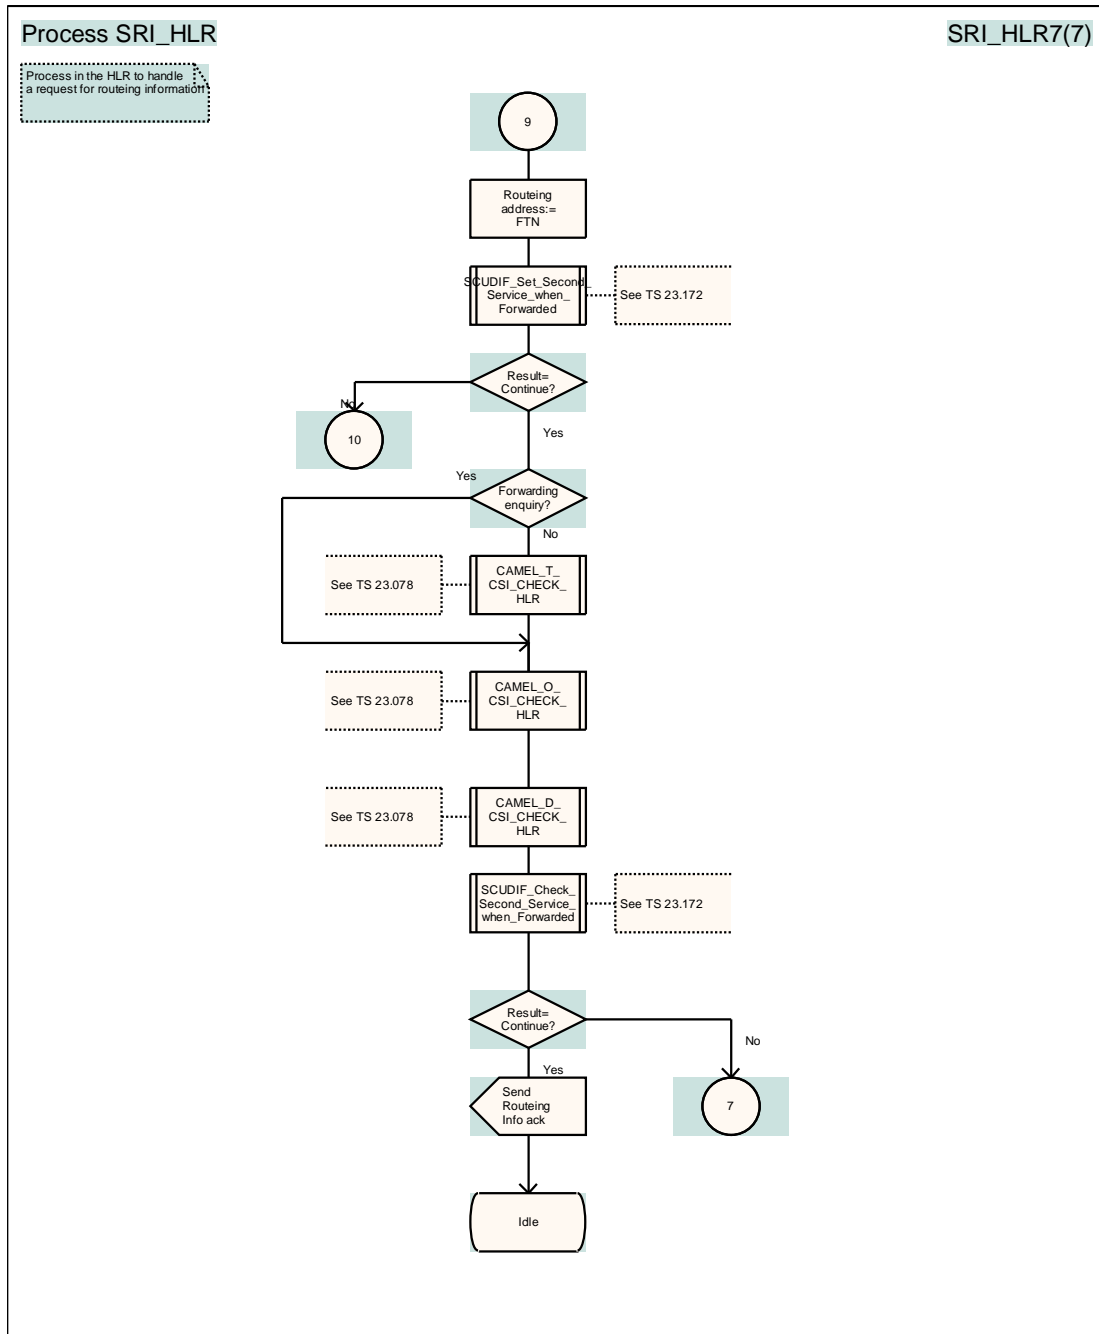 Process SRI_HLR
SRI_HLR7(7)
Process in the HLR to handle
a request for routeing information
9
Routeing
address:=
FTN
SCUDIF_Set_Second_
Service_when_
Forwarded
See TS 23.172
Result=
Continue?
No
10
Yes
Yes
Forwarding
enquiry?
No
See TS 23.078
CAMEL_T_
CSI_CHECK_
HLR
See TS 23.078
CAMEL_O_
CSI_CHECK_
HLR
See TS 23.078
CAMEL_D_
CSI_CHECK_
HLR
SCUDIF_Check_
Second_Service_
when_Forwarded
See TS 23.172
Result=
Continue?
No
Yes
Send
Routeing
Info ack
7
Idle